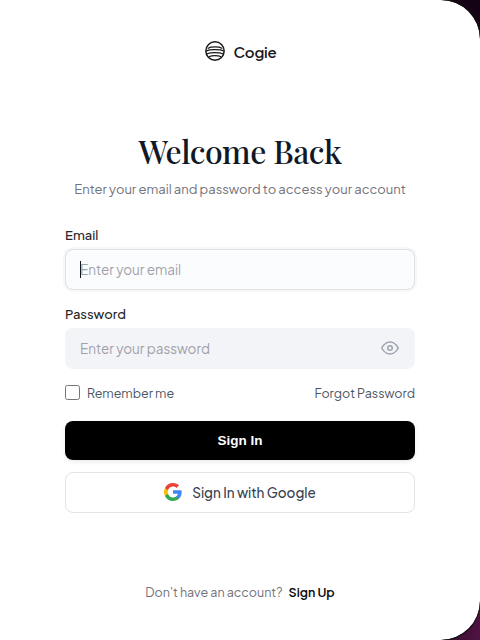 Cogie
Welcome Back
Enter your email and password to access your account
Email
Enter your email
Password
Enter your password
Remember me
Forgot Password
Sign In
Sign In with Google
Don't have an account? Sign Up